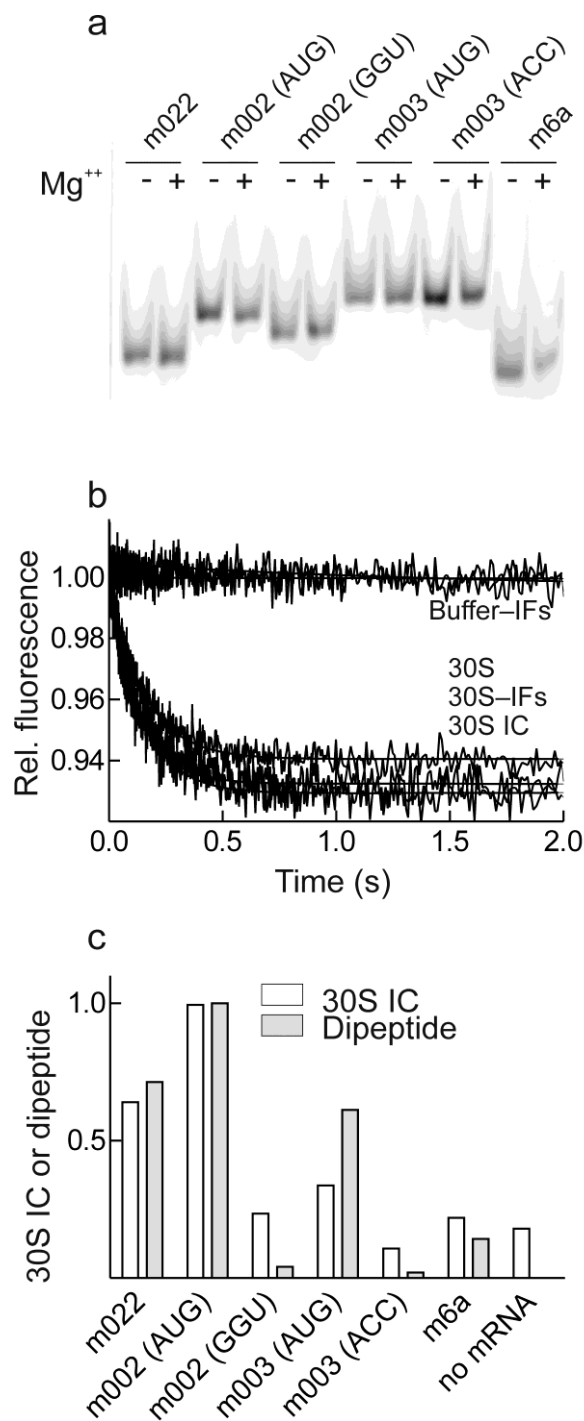 a
m022
m002 (AUG)
m002 (GGU)
m003 (AUG)
m003 (ACC)
m6a
Mg++ - + - + - + - + - + - +
b
Rel. fluorescence
1.00
0.98
0.96
0.94
Buffer–IFs
30S
30S–IFs
30S IC
0.0 0.5 1.0 1.5 2.0
Time (s)
c
30S IC or dipeptide
1.0
0.5
30S IC
Dipeptide
m022
m002 (AUG)
m002 (GGU)
m003 (AUG)
m003 (ACC)
m6a
no mRNA